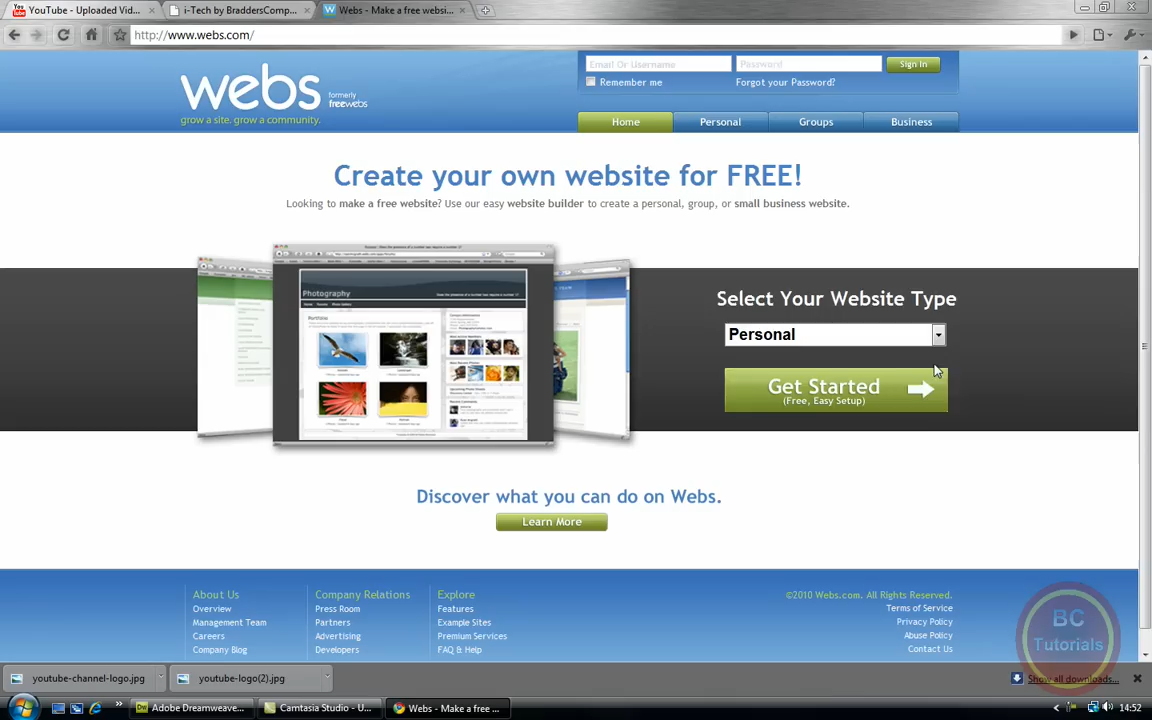 YouTube - Uploaded Vid...
i-Tech by BraddersComp...
Webs - Make a free websi...
http://www.webs.com/
webs
formerly
freewebs
grow a site. grow a community.
Email Or Username
Password
Sign In
Remember me
Forgot your Password?
Home
Personal
Groups
Business
Create your own website for FREE!
Looking to make a free website? Use our easy website builder to create a personal, group, or small business website.
Photography
Portfolio
Select Your Website Type
Personal
Get Started
(Free, Easy Setup)
Discover what you can do on Webs.
Learn More
About Us
Overview
Management Team
Careers
Company Blog
Company Relations
Press Room
Partners
Advertising
Developers
Explore
Features
Example Sites
Premium Services
FAQ & Help
©2010 Webs.com. All Rights Reserved.
Terms of Service
Privacy Policy
Abuse Policy
Contact Us
BC
Tutorials
youtube-channel-logo.jpg
youtube-logo(2).jpg
Show all downloads...
Adobe Dreamweave...
Camtasia Studio - U...
Webs - Make a free ...
14:52